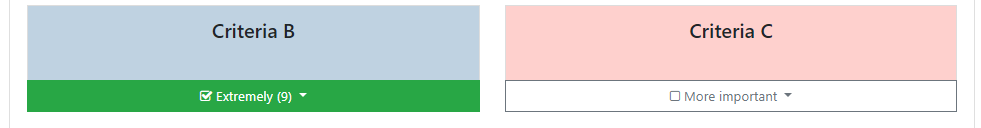 Criteria B
Criteria C
Extremely (9)
More important